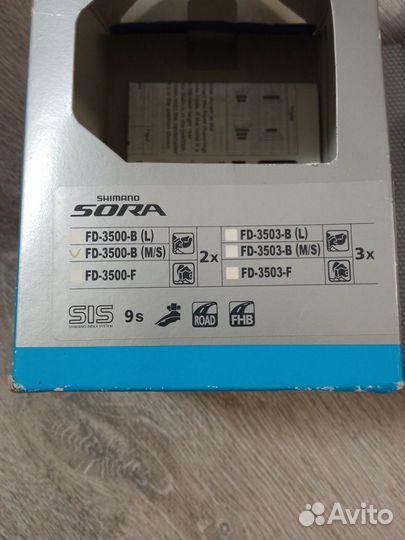 SHIMANO
SORA
FD-3500-B (L)
FD-3500-B (M/S)
FD-3500-F
2x
FD-3503-B (L)
FD-3503-B (M/S)
FD-3503-F
3x
SIS
SHIMANO INDEX SYSTEM
9s
ROAD
FHB
Avito